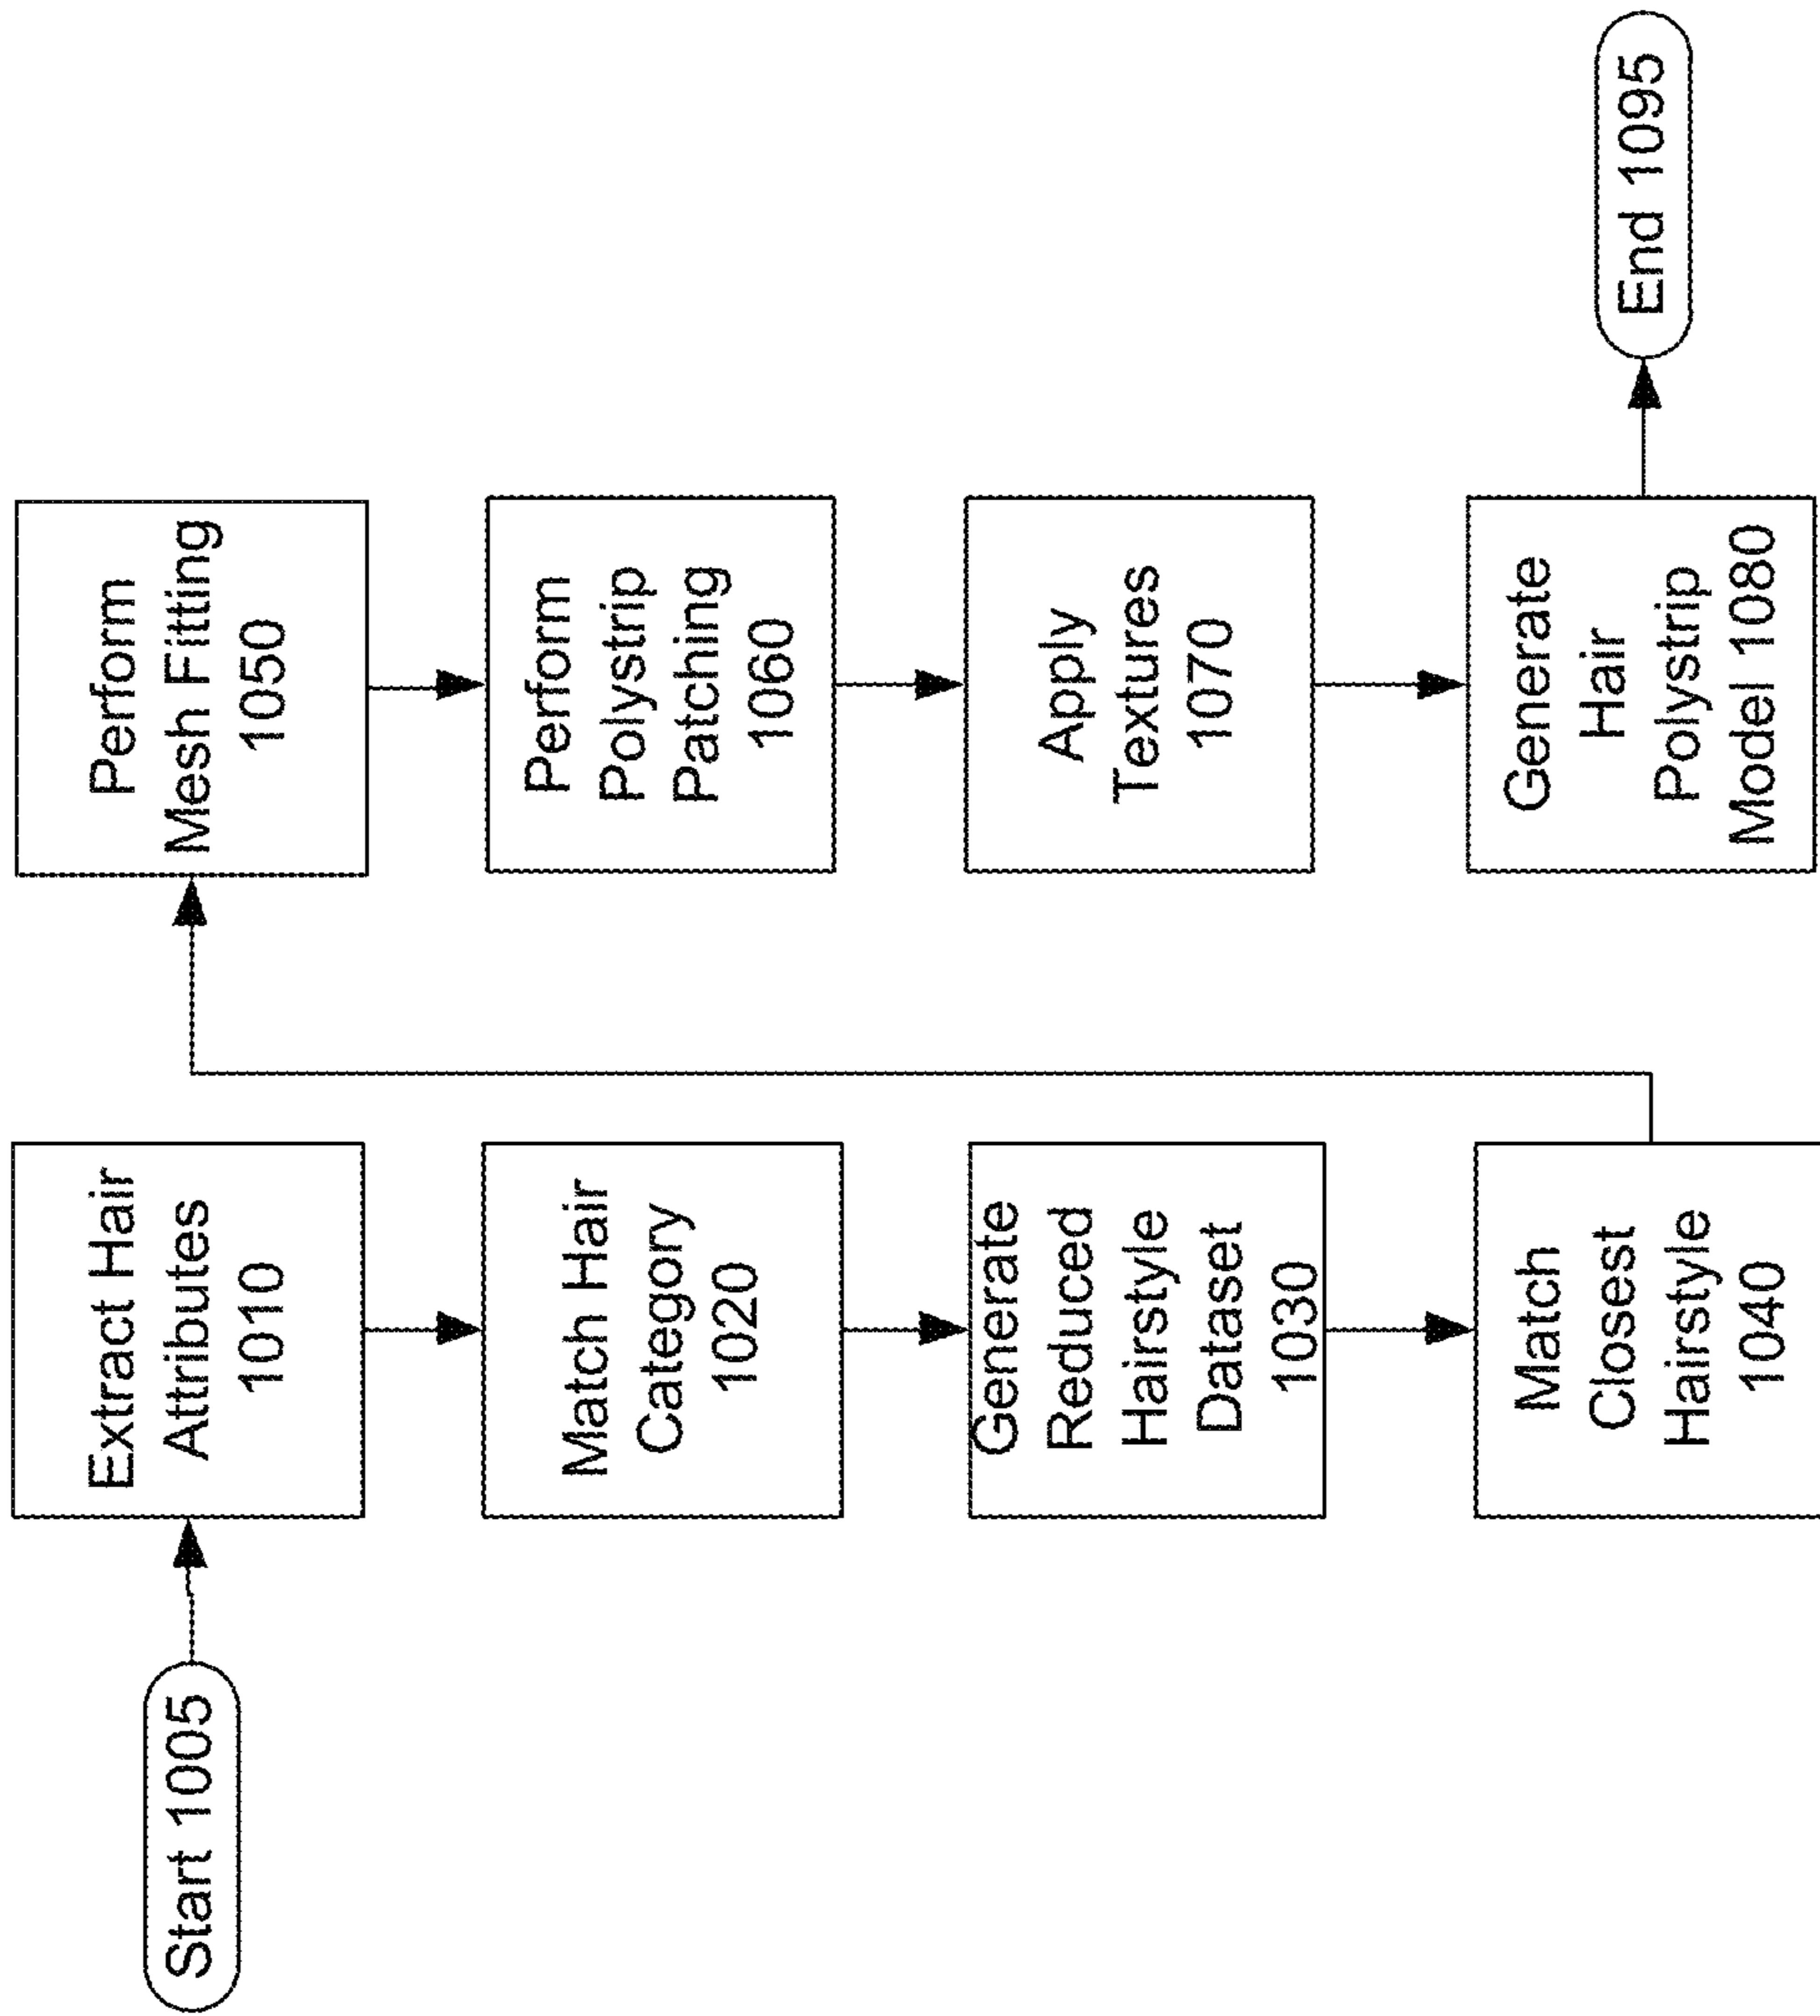 Start 1005
Extract Hair
Attributes
1010
Match Hair
Category
1020
Generate
Reduced
Hairstyle
Dataset
1030
Match
Closest
Hairstyle
1040
Perform
Mesh Fitting
1050
Perform
Polystrip
Patching
1060
Apply
Textures
1070
Generate
Hair
Polystrip
Model 1080
End 1095